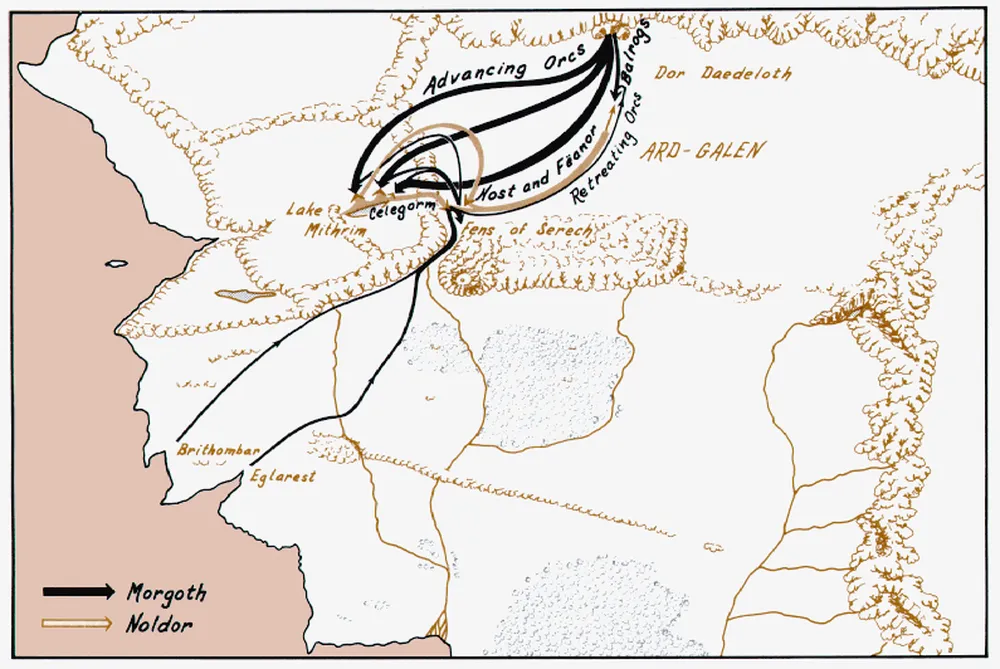 Advancing Orcs
Balrogs
Dor Daedeloth
Retreating Orcs
ARD-GALEN
Host and Fëanor
Lake
Mithrim
Celegorm
Fens of Serech
Brithombar
Eglarest
Morgoth
Noldor